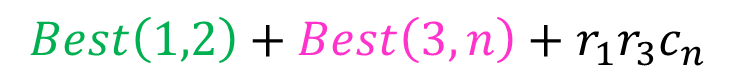 Best(1,2) + Best(3, n) + r₁r₃cₙ